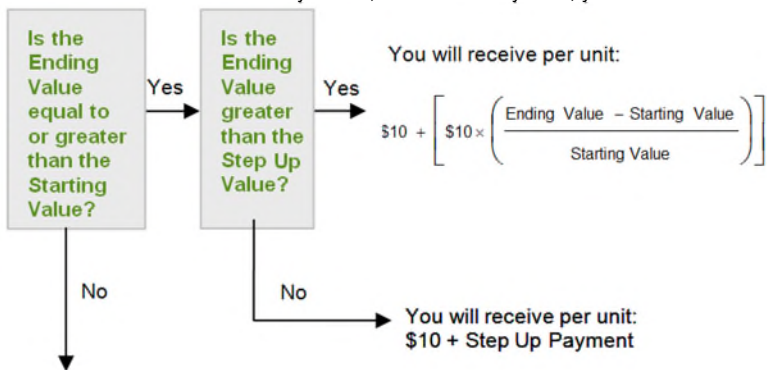 Is the
Ending
Value
equal to
or greater
than the
Starting
Value?
Yes
Is the
Ending
Value
greater
than the
Step Up
Value?
Yes
You will receive per unit:
$10 + [ $10 × ( Ending Value – Starting Value
Starting Value ) ]
No
No
You will receive per unit:
$10 + Step Up Payment